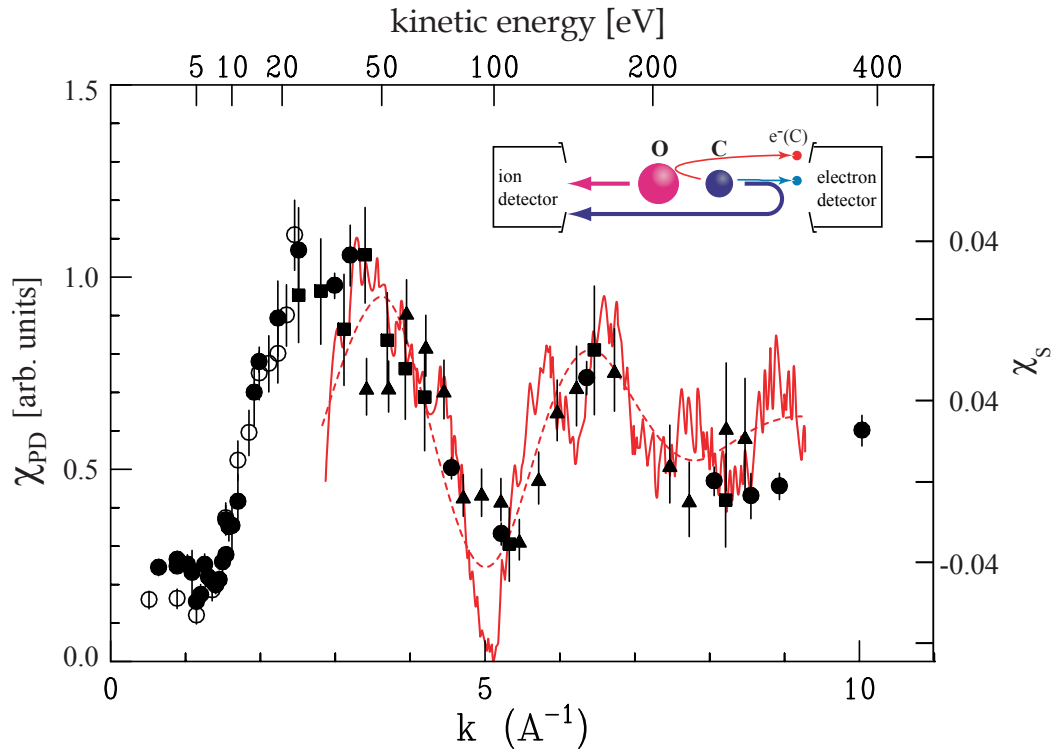 kinetic energy [eV]
5 10 20 50 100 200 400
1.5
1.0
0.5
0.0
χPD [arb. units]
O C e⁻(C)
ion detector
electron detector
0.04
0.04
-0.04
χS
0 5 10
k (A⁻¹)